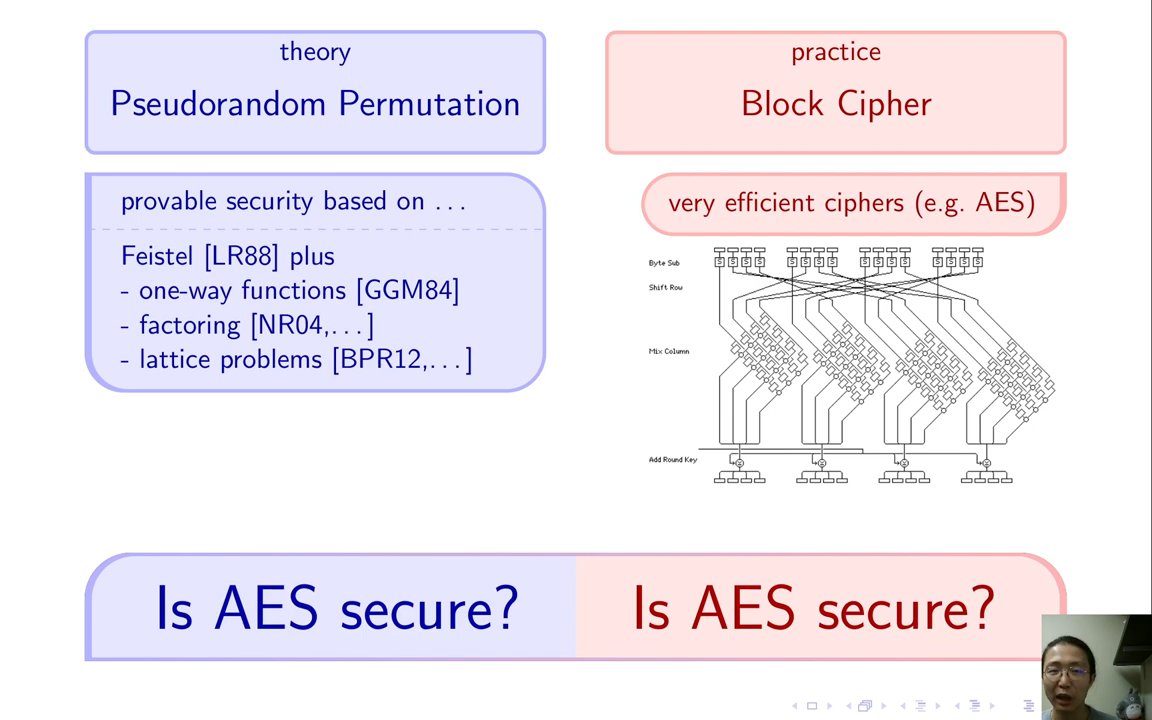 theory
Pseudorandom Permutation
provable security based on ...
Feistel [LR88] plus
- one-way functions [GGM84]
- factoring [NR04,...]
- lattice problems [BPR12,...]
practice
Block Cipher
very efficient ciphers (e.g. AES)
Byte Sub
S S S S S S S S S S S S S S S S
Shift Row
Mix Column
Add Round Key
Is AES secure?
Is AES secure?